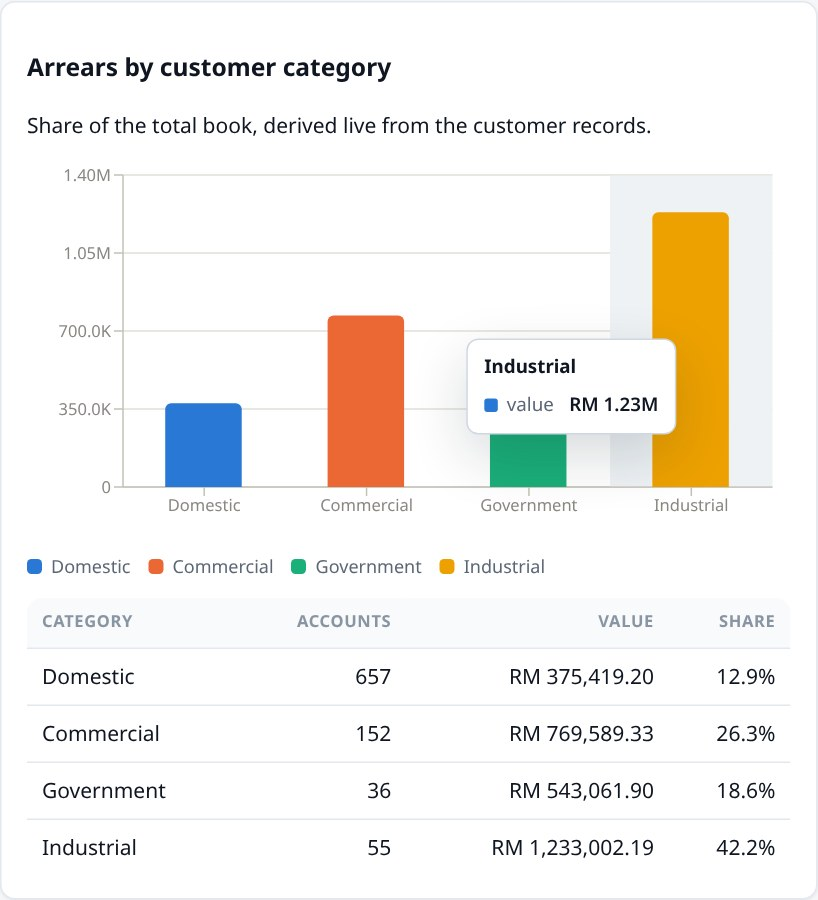 Arrears by customer category
Share of the total book, derived live from the customer records.
1.40M
1.05M
700.0K
350.0K
0
Industrial
value RM 1.23M
Domestic Commercial Government Industrial
Domestic Commercial Government Industrial
CATEGORY ACCOUNTS VALUE SHARE
Domestic 657 RM 375,419.20 12.9%
Commercial 152 RM 769,589.33 26.3%
Government 36 RM 543,061.90 18.6%
Industrial 55 RM 1,233,002.19 42.2%